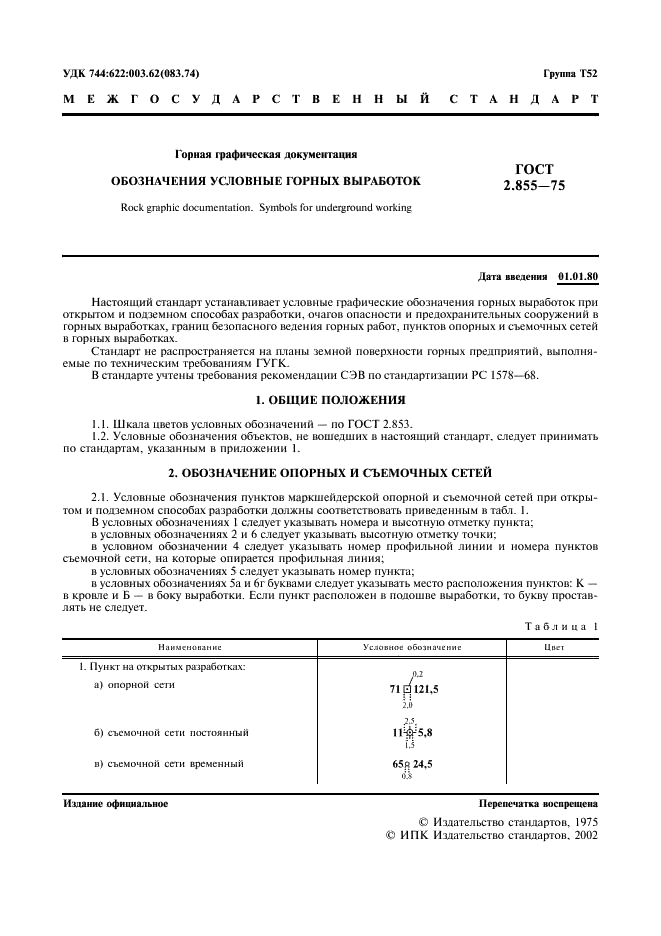 УДК 744:622:003.62(083.74) Группа Т52
МЕЖГОСУДАРСТВЕННЫЙ СТАНДАРТ
Горная графическая документация
ОБОЗНАЧЕНИЯ УСЛОВНЫЕ ГОРНЫХ ВЫРАБОТОК
Rock graphic documentation. Symbols for underground working
ГОСТ
2.855—75
Дата введения 01.01.80
Настоящий стандарт устанавливает условные графические обозначения горных выработок при
открытом и подземном способах разработки, очагов опасности и предохранительных сооружений в
горных выработках, границ безопасного ведения горных работ, пунктов опорных и съемочных сетей
в горных выработках.
Стандарт не распространяется на планы земной поверхности горных предприятий, выполня-
емые по техническим требованиям ГУГК.
В стандарте учтены требования рекомендации СЭВ по стандартизации РС 1578—68.
1. ОБЩИЕ ПОЛОЖЕНИЯ
1.1. Шкала цветов условных обозначений — по ГОСТ 2.853.
1.2. Условные обозначения объектов, не вошедших в настоящий стандарт, следует принимать
по стандартам, указанным в приложении 1.
2. ОБОЗНАЧЕНИЕ ОПОРНЫХ И СЪЕМОЧНЫХ СЕТЕЙ
2.1. Условные обозначения пунктов маркшейдерской опорной и съемочной сетей при откры-
том и подземном способах разработки должны соответствовать приведенным в табл. 1.
В условных обозначениях 1 следует указывать номера и высотную отметку пункта;
в условных обозначениях 2 и 6 следует указывать высотную отметку точки;
в условном обозначении 4 следует указывать номер профильной линии и номера пунктов
съемочной сети, на которые опирается профильная линия;
в условных обозначениях 5 следует указывать номер пункта;
в условных обозначениях 5а и 6г буквами следует указывать место расположения пунктов: К —
в кровле и Б — в боку выработки. Если пункт расположен в подошве выработки, то букву простав-
лять не следует.
Таблица 1
Наименование Условное обозначение Цвет
1. Пункт на открытых разработках:
0,2
а) опорной сети 71 121,5
2,0
2,5
б) съемочной сети постоянный 11 5,8
1,5
в) съемочной сети временный 65 24,5
0,8
Издание официальное Перепечатка воспрещена
© Издательство стандартов, 1975
© ИПК Издательство стандартов, 2002